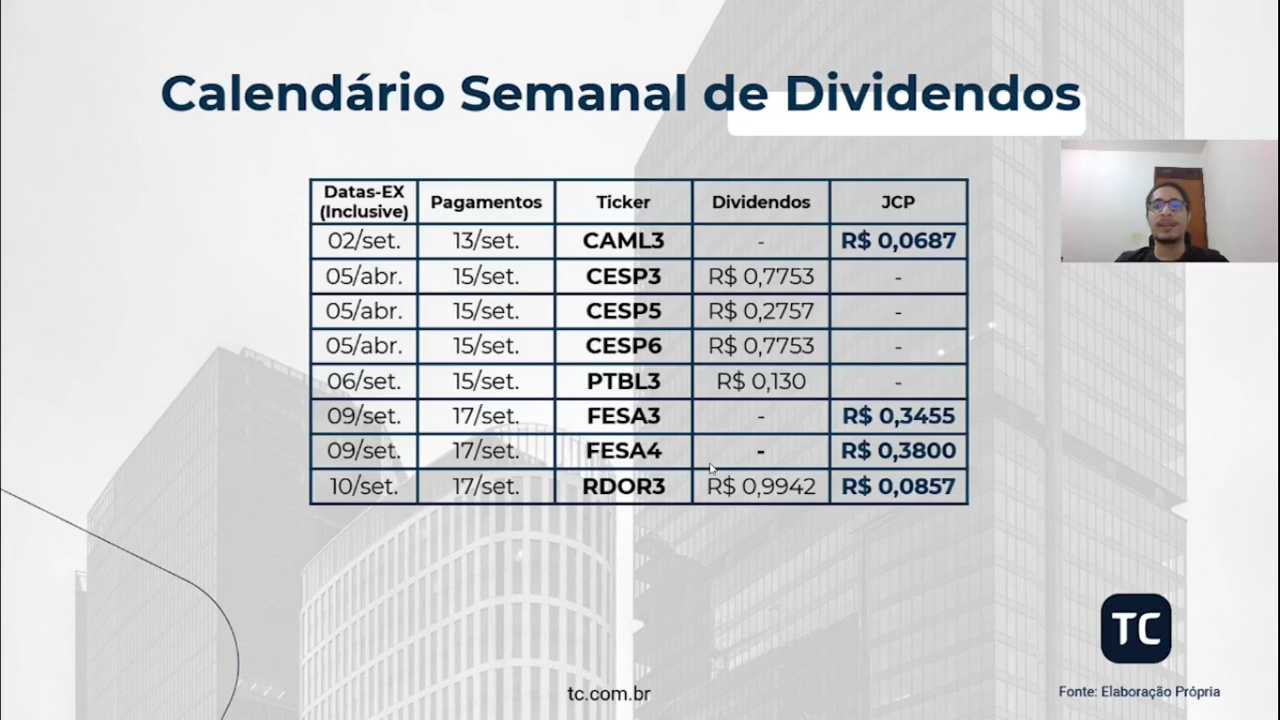 Calendário Semanal de Dividendos
Datas-EX (Inclusive) Pagamentos Ticker Dividendos JCP
02/set. 13/set. CAML3 - R$ 0,0687
05/abr. 15/set. CESP3 R$ 0,7753 -
05/abr. 15/set. CESP5 R$ 0,2757 -
05/abr. 15/set. CESP6 R$ 0,7753 -
06/set. 15/set. PTBL3 R$ 0,130 -
09/set. 17/set. FESA3 - R$ 0,3455
09/set. 17/set. FESA4 - R$ 0,3800
10/set. 17/set. RDOR3 R$ 0,9942 R$ 0,0857
TC
tc.com.br
Fonte: Elaboração Própria